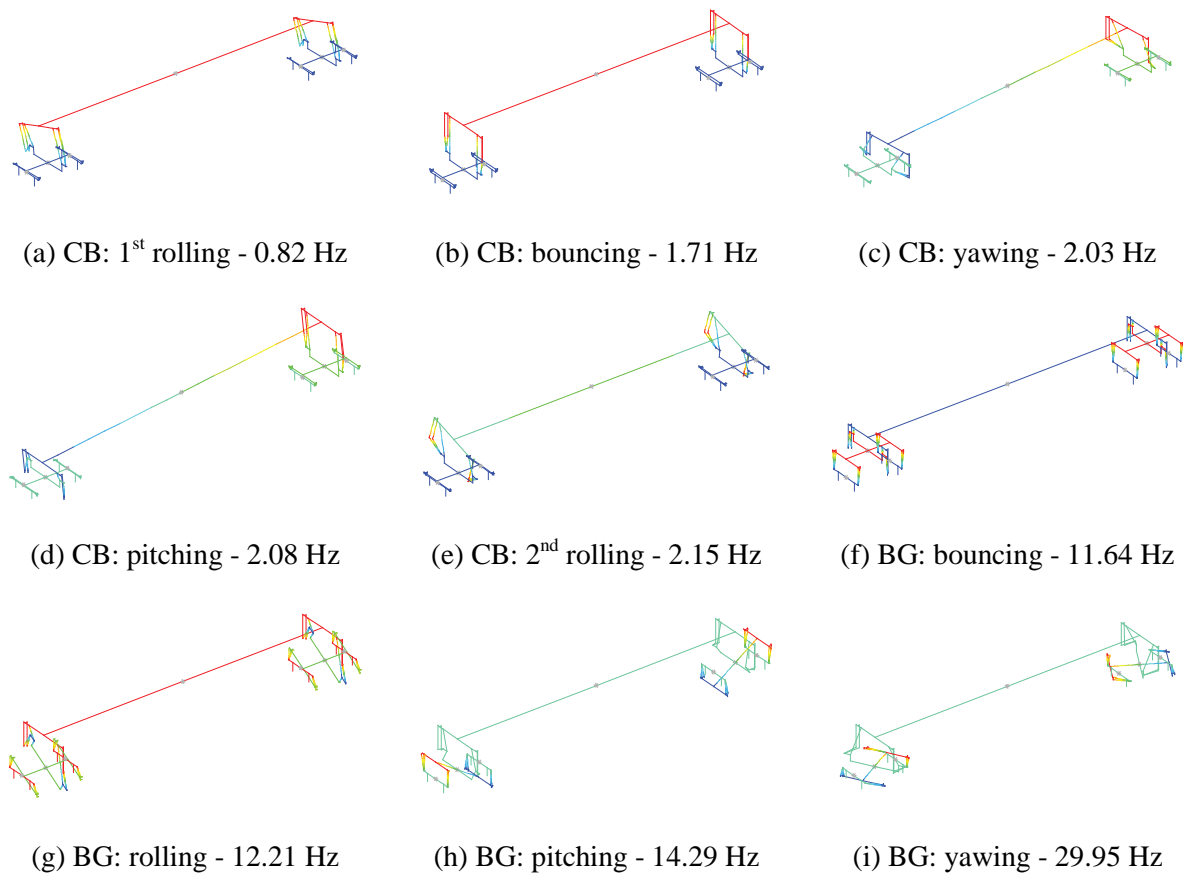 (a) CB: 1st rolling - 0.82 Hz
(b) CB: bouncing - 1.71 Hz
(c) CB: yawing - 2.03 Hz
(d) CB: pitching - 2.08 Hz
(e) CB: 2nd rolling - 2.15 Hz
(f) BG: bouncing - 11.64 Hz
(g) BG: rolling - 12.21 Hz
(h) BG: pitching - 14.29 Hz
(i) BG: yawing - 29.95 Hz